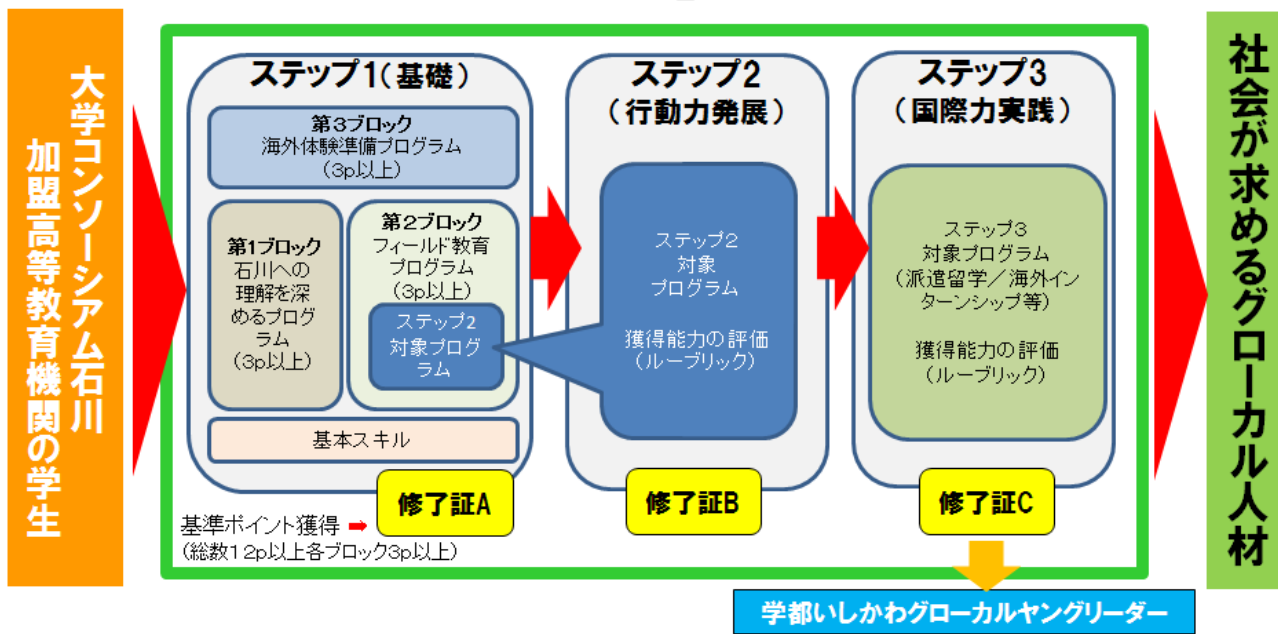 大学コンソーシアム石川
加盟高等教育機関の学生
ステップ1(基礎)
第3ブロック
海外体験準備プログラム
(3p以上)
第1ブロック
石川への
理解を深
めるプログ
ラム
(3p以上)
第2ブロック
フィールド教育
プログラム
(3p以上)
ステップ2
対象プログ
ラム
基本スキル
修了証A
基準ポイント獲得
(総数12p以上各ブロック3p以上)
ステップ2
(行動力発展)
ステップ2
対象
プログラム
獲得能力の評価
(ルーブリック)
修了証B
ステップ3
(国際力実践)
ステップ3
対象プログラム
(派遣留学/海外イン
ターンシップ等)
獲得能力の評価
(ルーブリック)
修了証C
学都いしかわグローカルヤングリーダー
社会が求めるグローカル人材